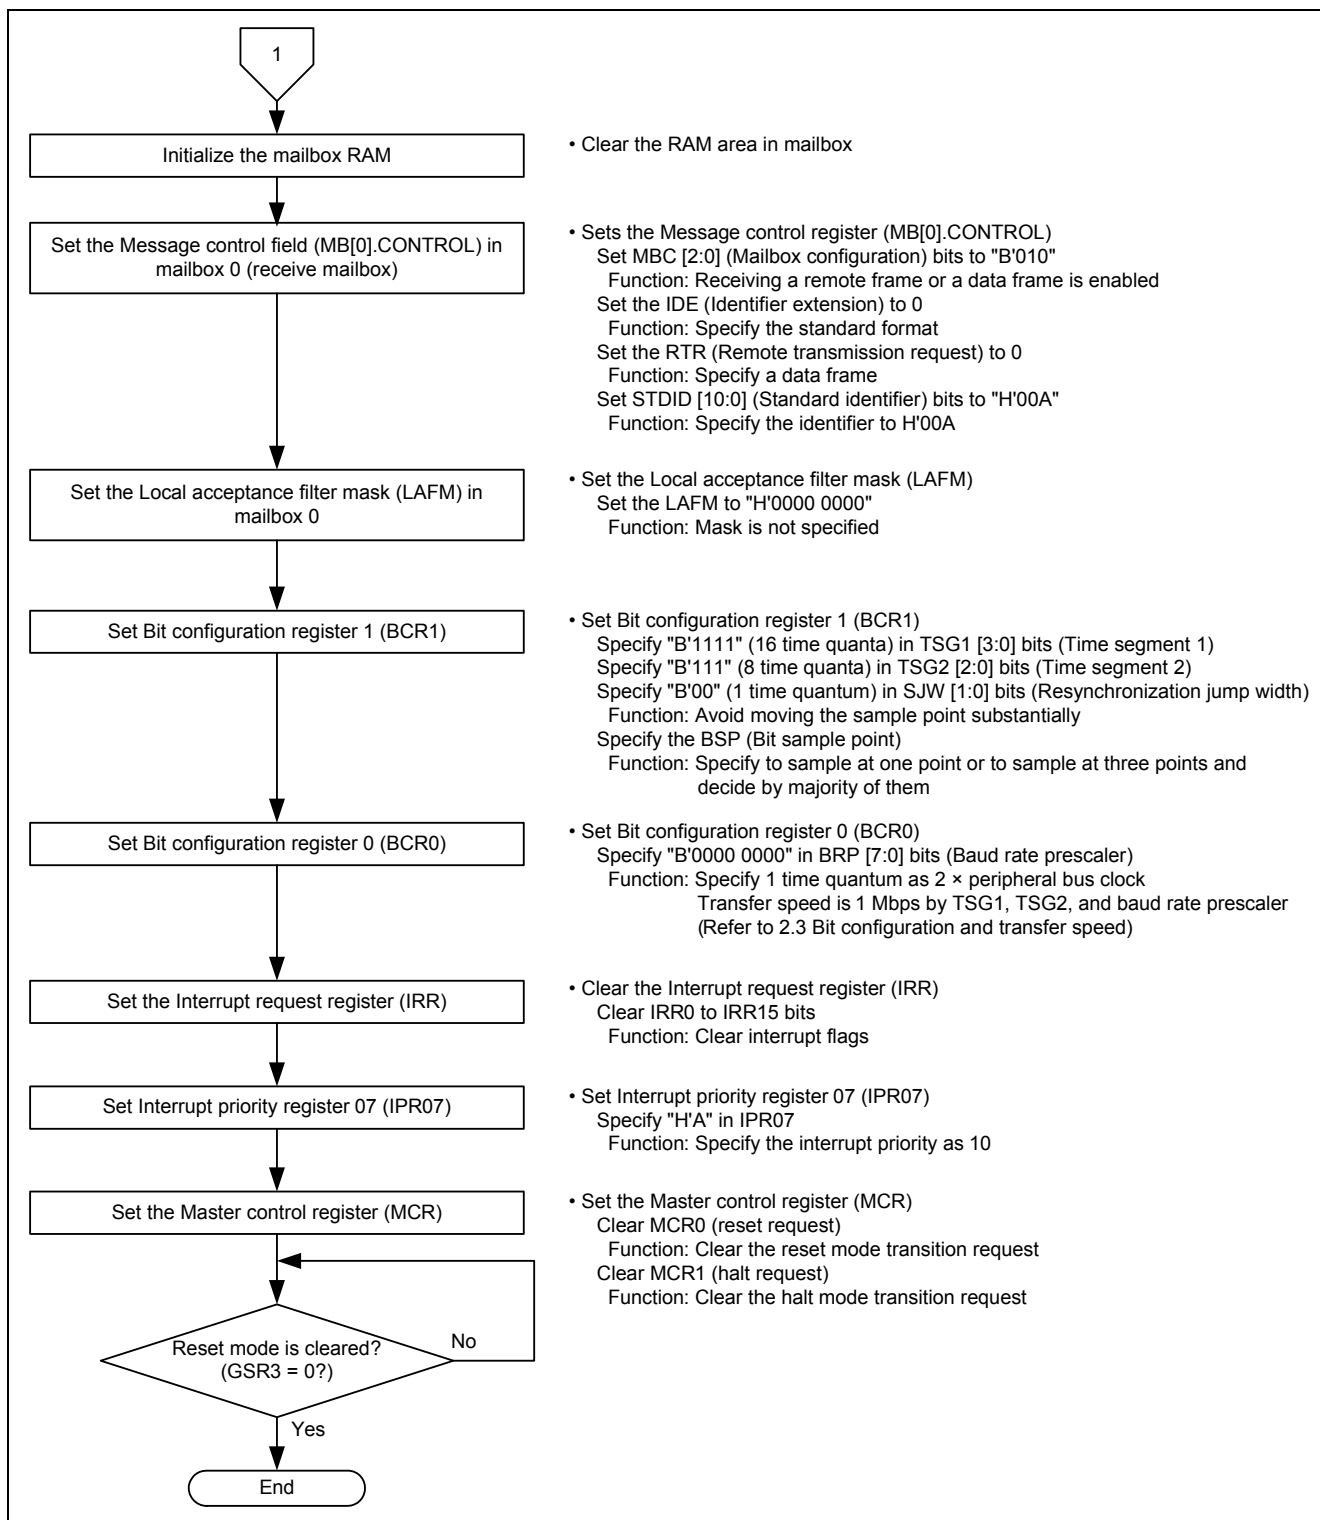 1
Initialize the mailbox RAM
• Clear the RAM area in mailbox
Set the Message control field (MB[0].CONTROL) in
mailbox 0 (receive mailbox)
• Sets the Message control register (MB[0].CONTROL)
Set MBC [2:0] (Mailbox configuration) bits to "B'010"
Function: Receiving a remote frame or a data frame is enabled
Set the IDE (Identifier extension) to 0
Function: Specify the standard format
Set the RTR (Remote transmission request) to 0
Function: Specify a data frame
Set STDID [10:0] (Standard identifier) bits to "H'00A"
Function: Specify the identifier to H'00A
Set the Local acceptance filter mask (LAFM) in
mailbox 0
• Set the Local acceptance filter mask (LAFM)
Set the LAFM to "H'0000 0000"
Function: Mask is not specified
Set Bit configuration register 1 (BCR1)
• Set Bit configuration register 1 (BCR1)
Specify "B'1111" (16 time quanta) in TSG1 [3:0] bits (Time segment 1)
Specify "B'111" (8 time quanta) in TSG2 [2:0] bits (Time segment 2)
Specify "B'00" (1 time quantum) in SJW [1:0] bits (Resynchronization jump width)
Function: Avoid moving the sample point substantially
Specify the BSP (Bit sample point)
Function: Specify to sample at one point or to sample at three points and
decide by majority of them
Set Bit configuration register 0 (BCR0)
• Set Bit configuration register 0 (BCR0)
Specify "B'0000 0000" in BRP [7:0] bits (Baud rate prescaler)
Function: Specify 1 time quantum as 2 × peripheral bus clock
Transfer speed is 1 Mbps by TSG1, TSG2, and baud rate prescaler
(Refer to 2.3 Bit configuration and transfer speed)
Set the Interrupt request register (IRR)
• Clear the Interrupt request register (IRR)
Clear IRR0 to IRR15 bits
Function: Clear interrupt flags
Set Interrupt priority register 07 (IPR07)
• Set Interrupt priority register 07 (IPR07)
Specify "H'A" in IPR07
Function: Specify the interrupt priority as 10
Set the Master control register (MCR)
• Set the Master control register (MCR)
Clear MCR0 (reset request)
Function: Clear the reset mode transition request
Clear MCR1 (halt request)
Function: Clear the halt mode transition request
Reset mode is cleared?
(GSR3 = 0?)
No
Yes
End